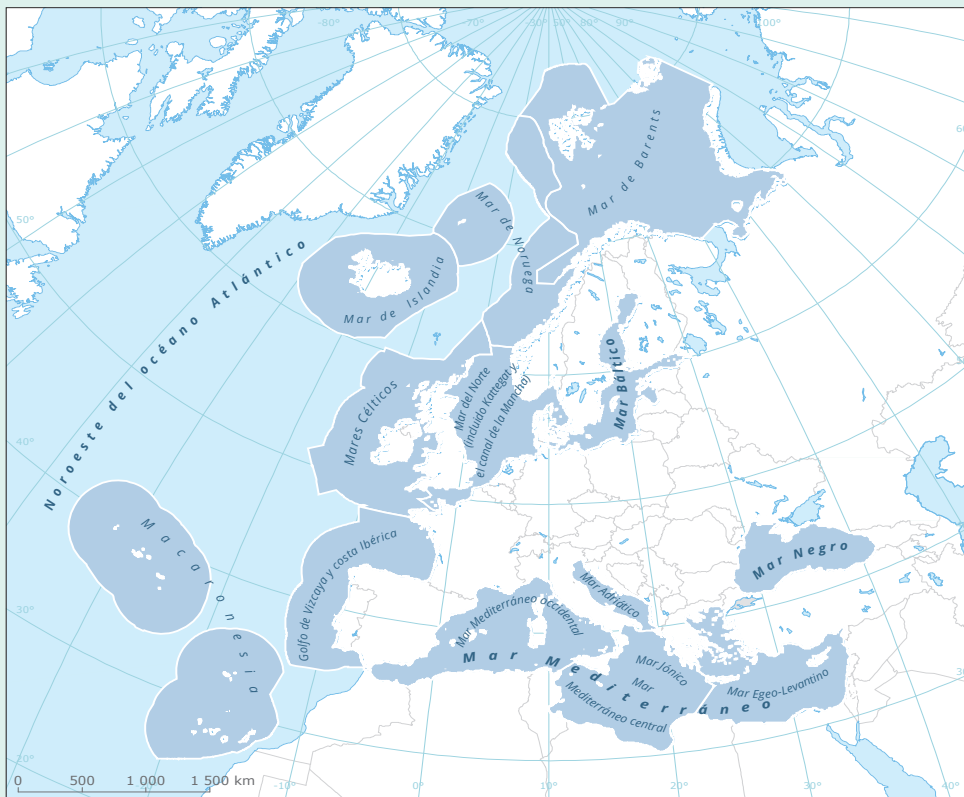 -80°
70°
-30°
50°
80°
90°
100°
60°
50°
40°
30°
20°
-10°
0°
10°
20°
30°
40°
Mar de Barents
Mar de Noruega
Mar de Islandia
Noroeste del océano Atlántico
Mares Célticos
Mar del Norte
(incluido Kattegat y
el canal de la Mancha)
Mar Báltico
Macaronesia
Golfo de Vizcaya y costa Ibérica
Mar Negro
Mar Adriático
Mar Mediterráneo occidental
Mar Mediterráneo
Mar Jónico
Mar
Mediterráneo central
Mar Egeo-Levantino
0 500 1 000 1 500 km